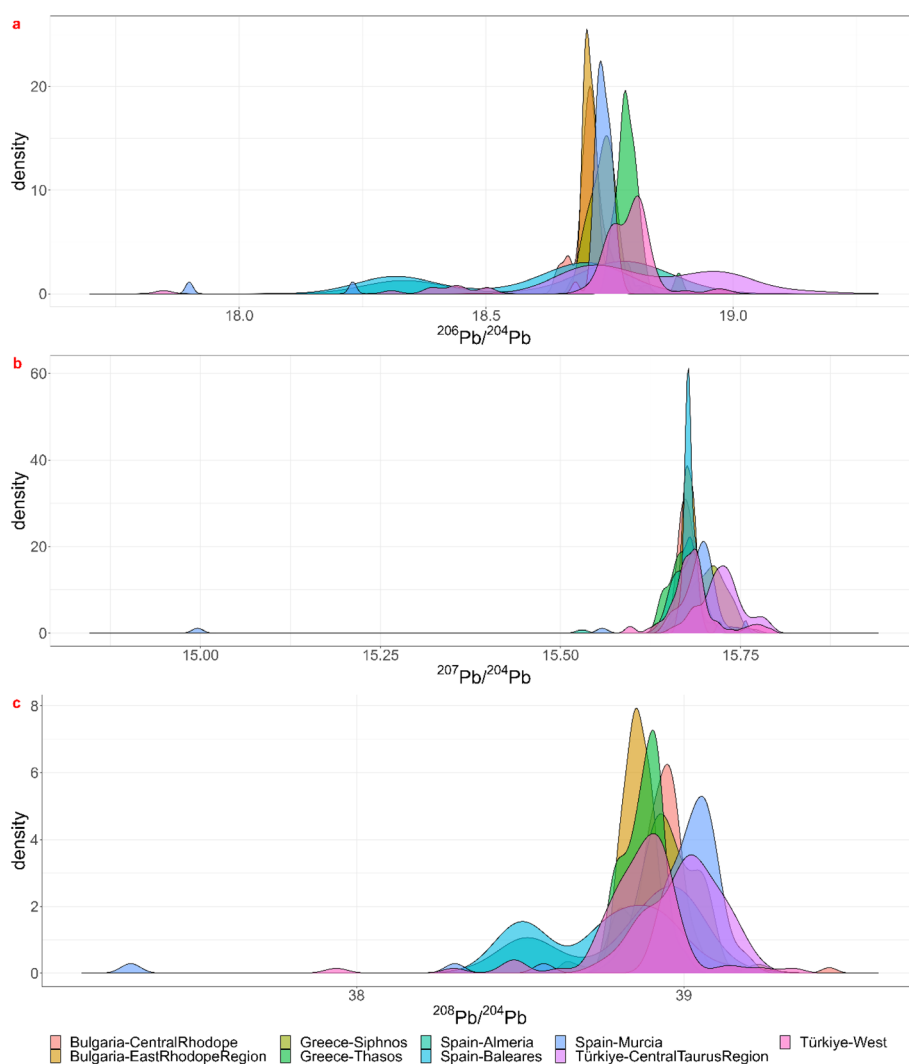 a
density
20
10
0
18.0 18.5 19.0
206Pb/204Pb
b
density
60
40
20
0
15.00 15.25 15.50 15.75
207Pb/204Pb
c
density
8
6
4
2
0
38 39
208Pb/204Pb
Bulgaria-CentralRhodope Greece-Siphnos Spain-Almeria Spain-Murcia Türkiye-West
Bulgaria-EastRhodopeRegion Greece-Thasos Spain-Baleares Türkiye-CentralTaurusRegion